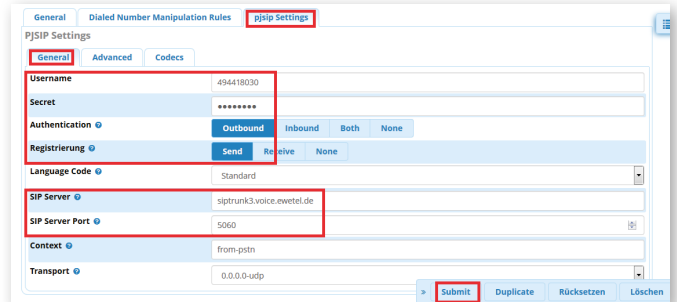 General Dialed Number Manipulation Rules pjsip Settings
PJSIP Settings
General Advanced Codecs
Username 494418030
Secret ●●●●●●●●
Authentication Outbound Inbound Both None
Registrierung Send Receive None
Language Code Standard
SIP Server siptrunk3.voice.ewetel.de
SIP Server Port 5060
Context from-pstn
Transport 0.0.0.0-udp
» Submit Duplicate Rücksetzen Löschen